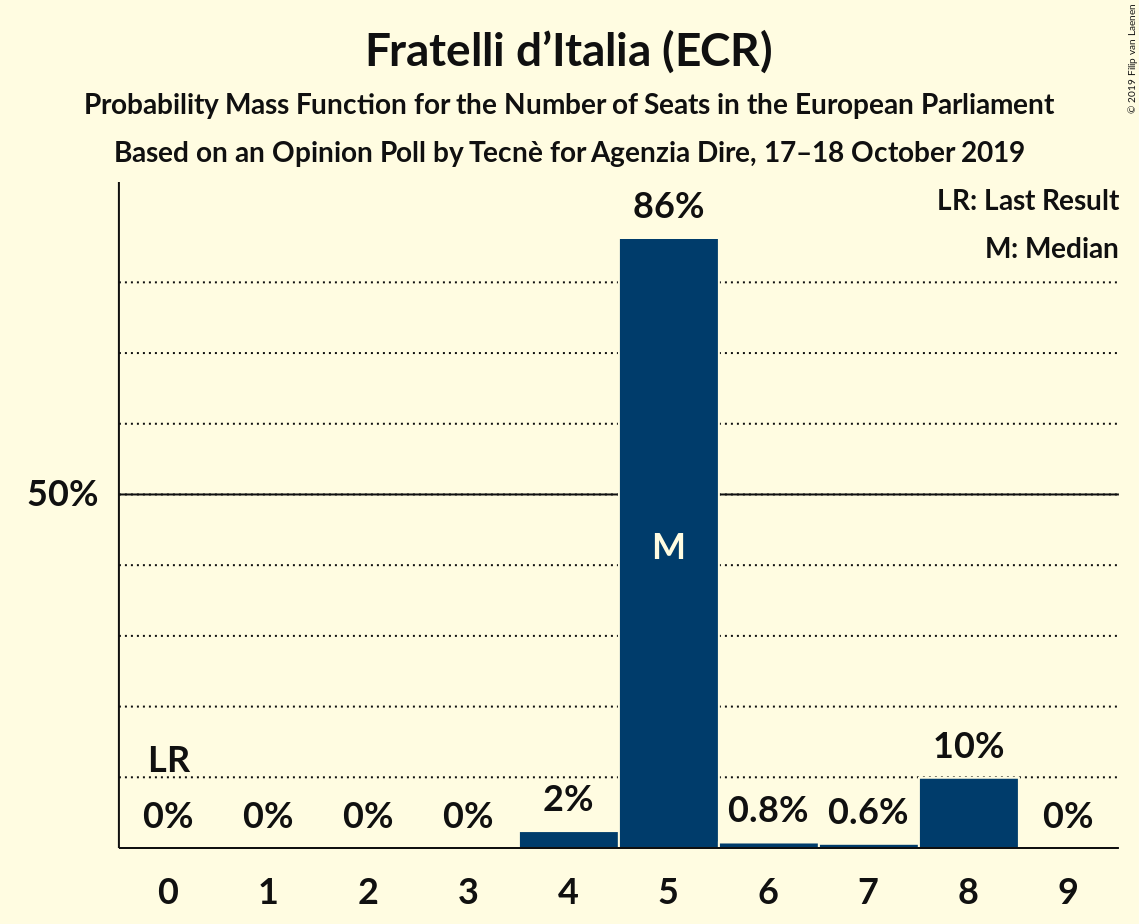 Fratelli d’Italia (ECR)
Probability Mass Function for the Number of Seats in the European Parliament
Based on an Opinion Poll by Tecnè for Agenzia Dire, 17–18 October 2019
© 2019 Filip van Laenen
LR: Last Result
M: Median
86%
50%
M
LR
10%
2%
0.8%
0.6%
0%
0%
0%
0%
0%
0 1 2 3 4 5 6 7 8 9